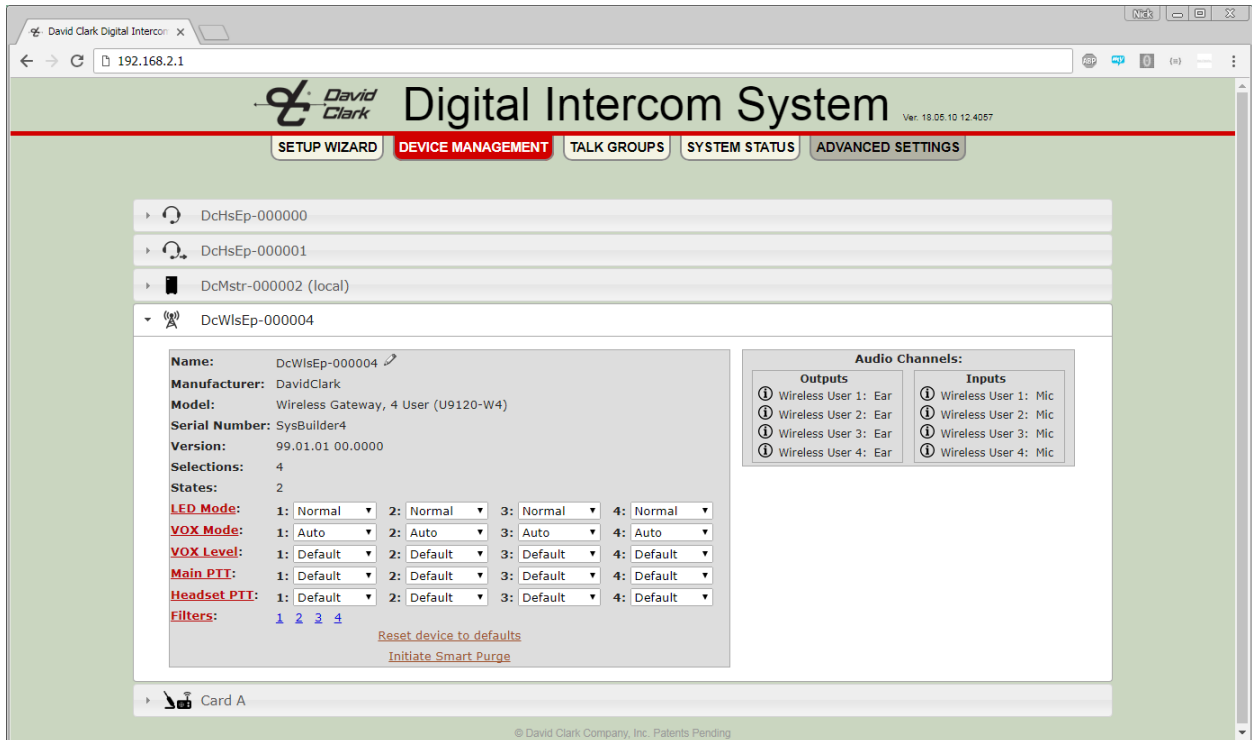 Nick
David Clark Digital Intercon
192.168.2.1
ABP
David Clark
Digital Intercom System
Ver. 18.05.10 12.4057
SETUP WIZARD DEVICE MANAGEMENT TALK GROUPS SYSTEM STATUS ADVANCED SETTINGS
DcHsEp-000000
DcHsEp-000001
DcMstr-000002 (local)
DcWlsEp-000004
Name: DcWlsEp-000004
Manufacturer: DavidClark
Model: Wireless Gateway, 4 User (U9120-W4)
Serial Number: SysBuilder4
Version: 99.01.01 00.0000
Selections: 4
States: 2
LED Mode: 1: Normal 2: Normal 3: Normal 4: Normal
VOX Mode: 1: Auto 2: Auto 3: Auto 4: Auto
VOX Level: 1: Default 2: Default 3: Default 4: Default
Main PTT: 1: Default 2: Default 3: Default 4: Default
Headset PTT: 1: Default 2: Default 3: Default 4: Default
Filters: 1 2 3 4
Reset device to defaults
Initiate Smart Purge
Audio Channels:
Outputs
Wireless User 1: Ear
Wireless User 2: Ear
Wireless User 3: Ear
Wireless User 4: Ear
Inputs
Wireless User 1: Mic
Wireless User 2: Mic
Wireless User 3: Mic
Wireless User 4: Mic
Card A
© David Clark Company, Inc. Patents Pending